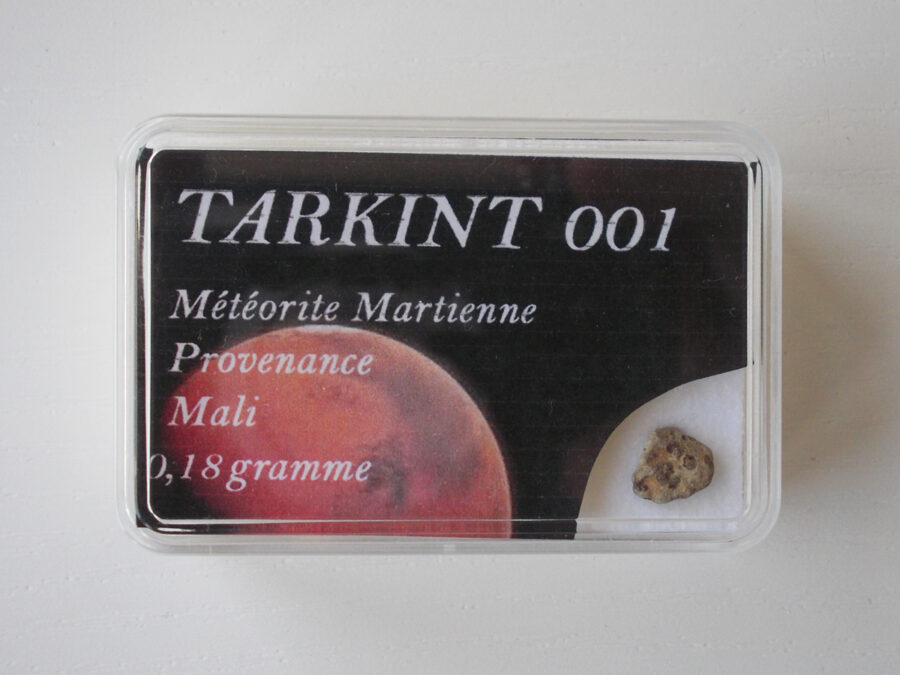 TARKINT 001
Météorite Martienne
Provenance
Mali
0,18 gramme